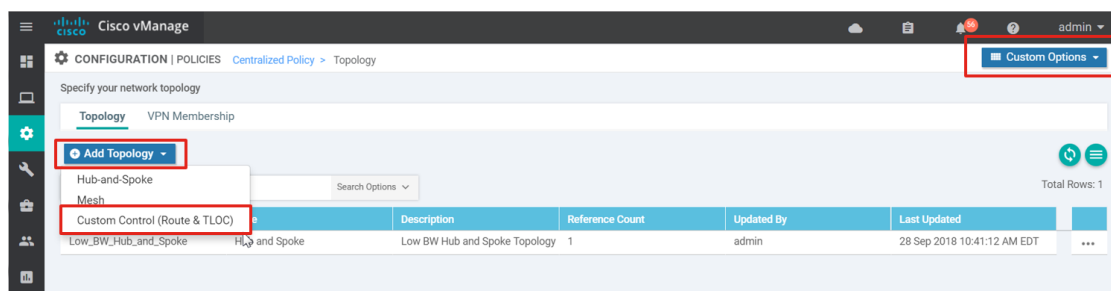 cisco Cisco vManage 56 admin
CONFIGURATION | POLICIES Centralized Policy > Topology Custom Options
Specify your network topology
Topology VPN Membership
Add Topology
Hub-and-Spoke
Search Options Total Rows: 1
Mesh
Custom Control (Route & TLOC) Description Reference Count Updated By Last Updated
Low_BW_Hub_and_Spoke and Spoke Low BW Hub and Spoke Topology 1 admin 28 Sep 2018 10:41:12 AM EDT